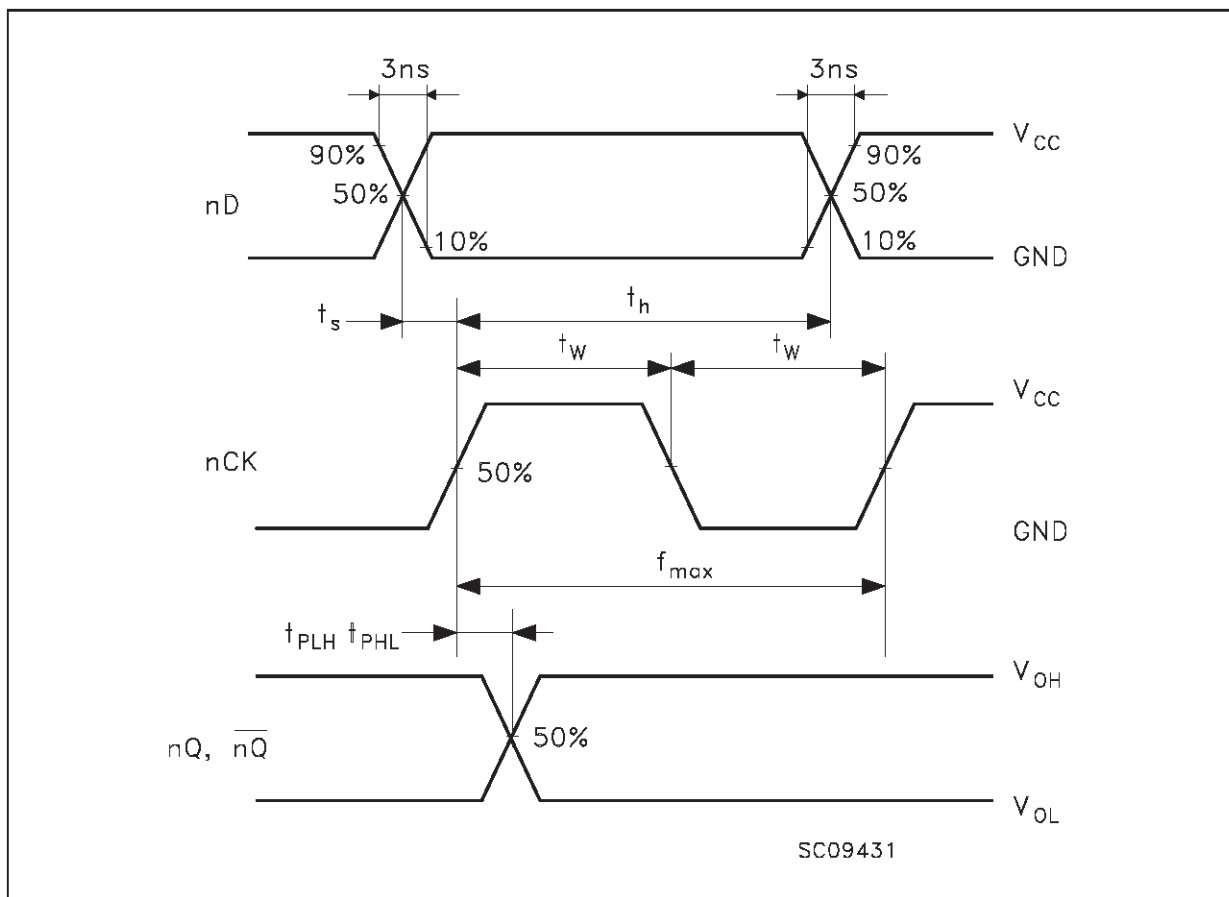 3ns 3ns
V_CC
90% 90%
nD 50% 50%
10% 10%
GND
t_s t_h
t_W t_W
V_CC
nCK 50%
GND
f_max
t_PLH t_PHL
V_OH
nQ, n̅Q̅ 50%
V_OL
SC09431